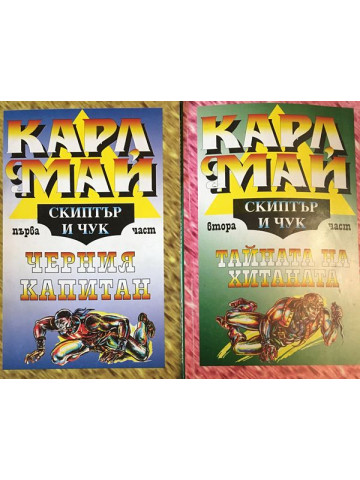 КАРЛ
МАЙ
СКИПТЪР
И ЧУК
първа част
ЧЕРНИЯ
КАПИТАН
КАРЛ
МАЙ
СКИПТЪР
И ЧУК
втора част
ТАЙНАТА НА
ХИТАНАТА